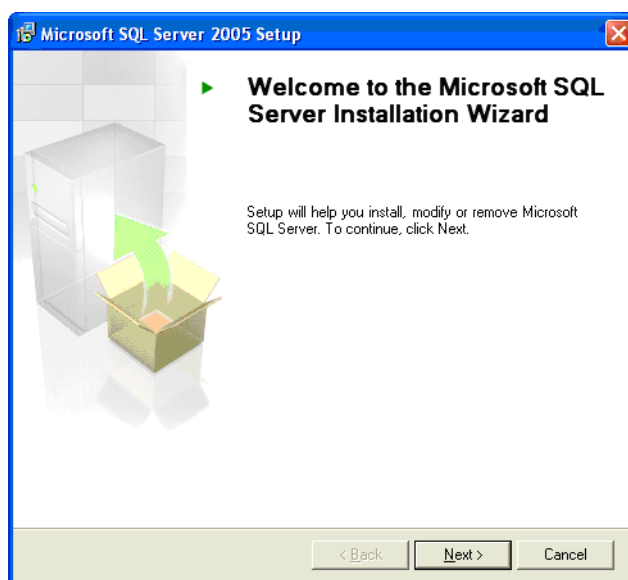 Microsoft SQL Server 2005 Setup
Welcome to the Microsoft SQL
Server Installation Wizard
Setup will help you install, modify or remove Microsoft
SQL Server. To continue, click Next.
< Back
Next >
Cancel